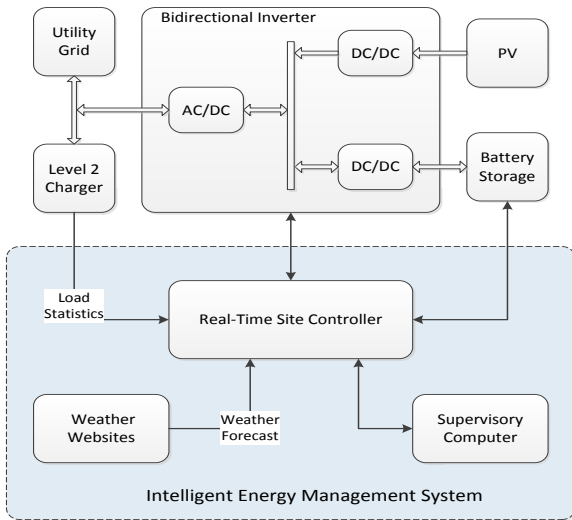 Utility
Grid
Bidirectional Inverter
DC/DC
PV
AC/DC
Level 2
Charger
DC/DC
Battery
Storage
Load
Statistics
Real-Time Site Controller
Weather
Websites
Weather
Forecast
Supervisory
Computer
Intelligent Energy Management System